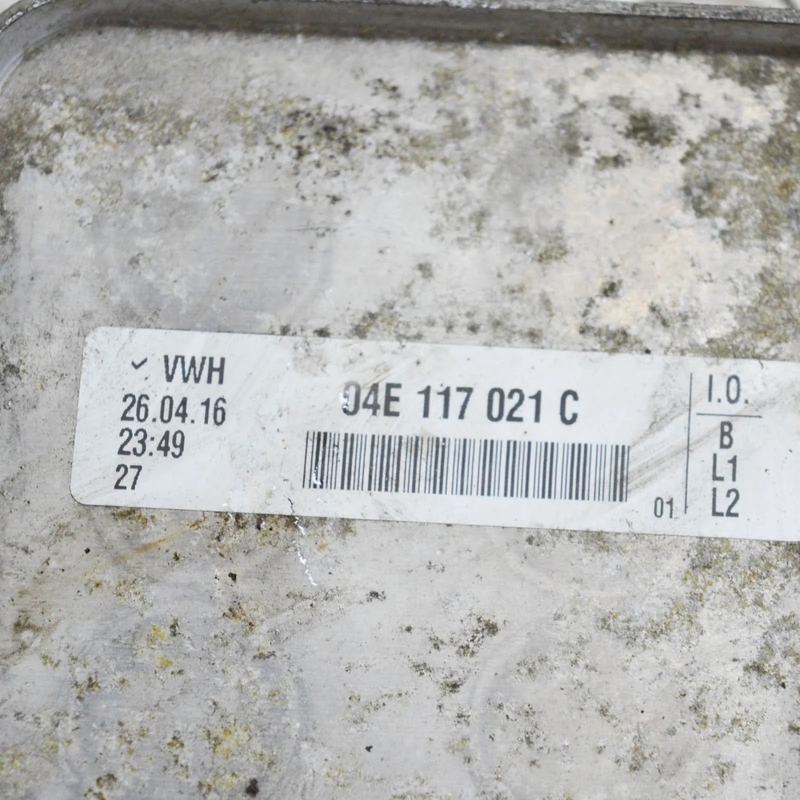 VWH
26.04.16
23:49
27
04E 117 021 C
01
I.O.
B
L1
L2